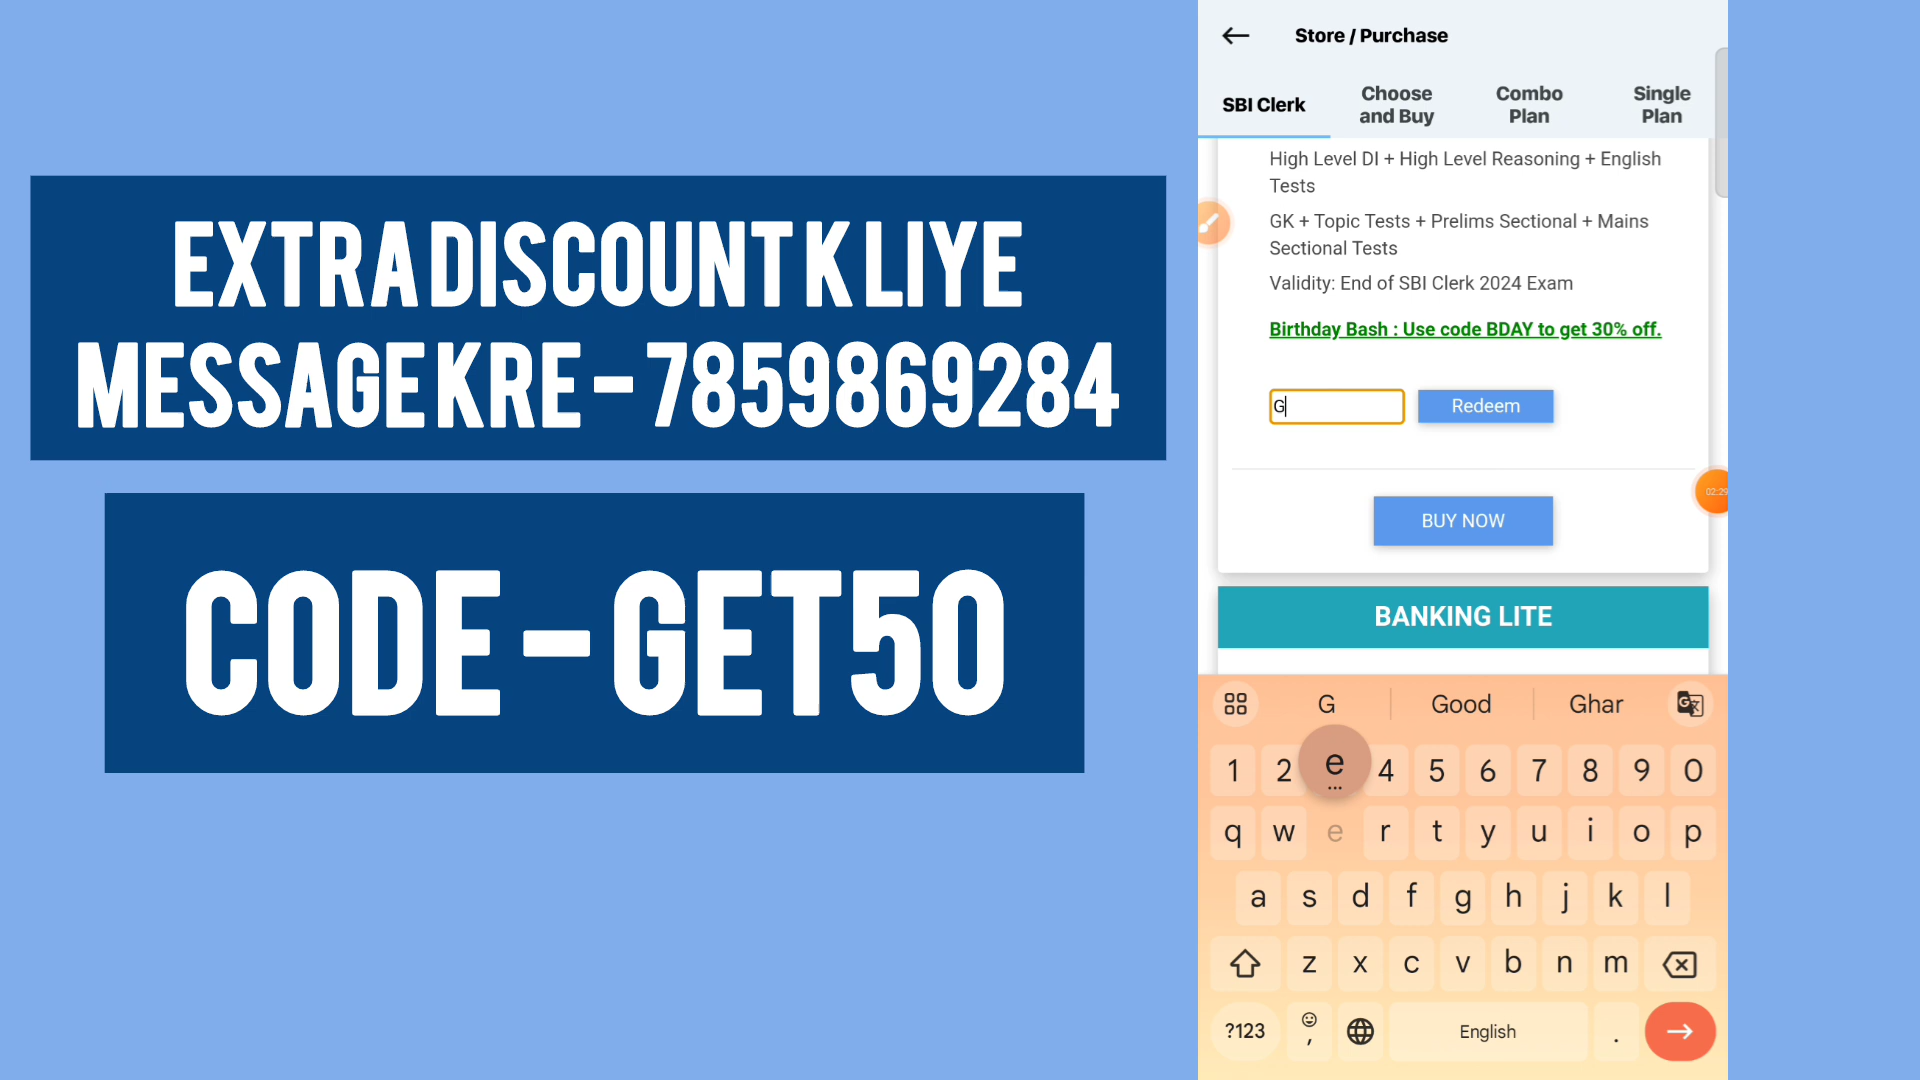 EXTRA DISCOUNT K LIYE
MESSAGE KRE - 7859869284
CODE - GET50
Store / Purchase
SBI Clerk
Choose and Buy
Combo Plan
Single Plan
High Level DI + High Level Reasoning + English
Tests
GK + Topic Tests + Prelims Sectional + Mains
Sectional Tests
Validity: End of SBI Clerk 2024 Exam
Birthday Bash : Use code BDAY to get 30% off.
G
Redeem
02:29
BUY NOW
BANKING LITE
G Good Ghar
1 2 e 4 5 6 7 8 9 0
q w e r t y u i o p
a s d f g h j k l
z x c v b n m
?123 , English .